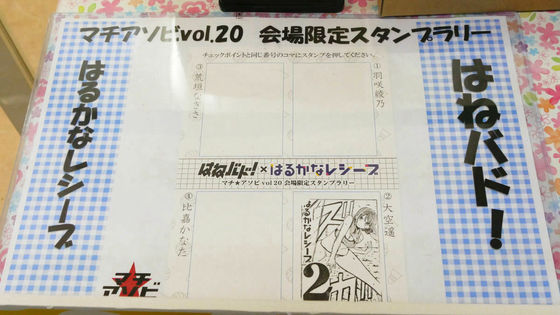 マチアソビvol.20 会場限定スタンプラリー
はねバド!
はるかなレシーブ
チェックポイントと同じ番号のコマにスタンプを押してください。
①羽咲綾乃
③荒垣なぎさ
はねバド!×はるかなレシーブ
マチ★アソビ vol.20 会場限定スタンプラリー
②大空遥
④比嘉かなた
はるかなレシーブ
2
マチアソビ